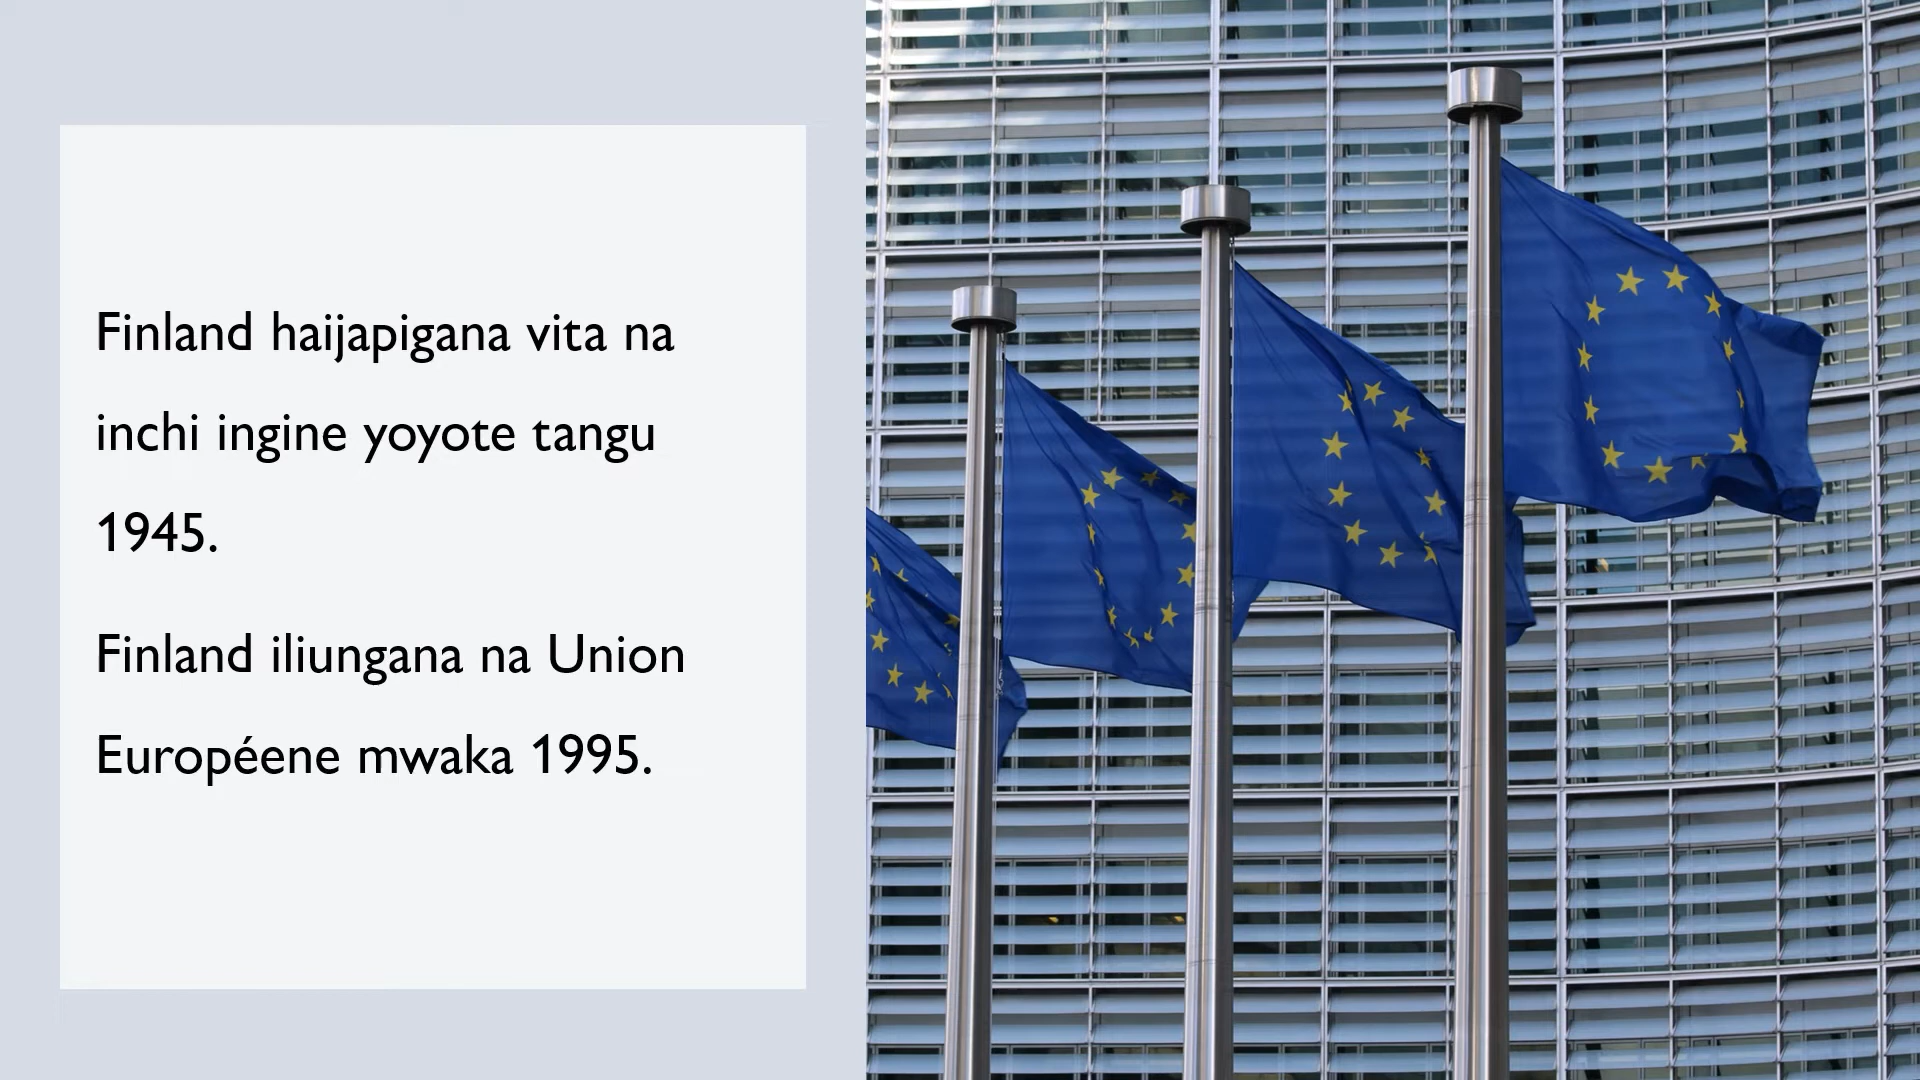 Finland haijapigana vita na
inchi ingine yoyote tangu
1945.
Finland iliungana na Union
Européene mwaka 1995.